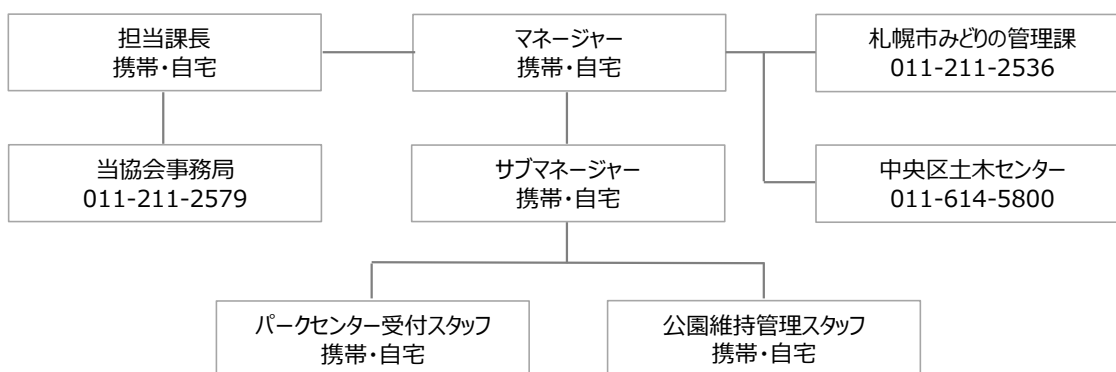 担当課長
携帯・自宅
マネージャー
携帯・自宅
札幌市みどりの管理課
011-211-2536
当協会事務局
011-211-2579
サブマネージャー
携帯・自宅
中央区土木センター
011-614-5800
パークセンター受付スタッフ
携帯・自宅
公園維持管理スタッフ
携帯・自宅